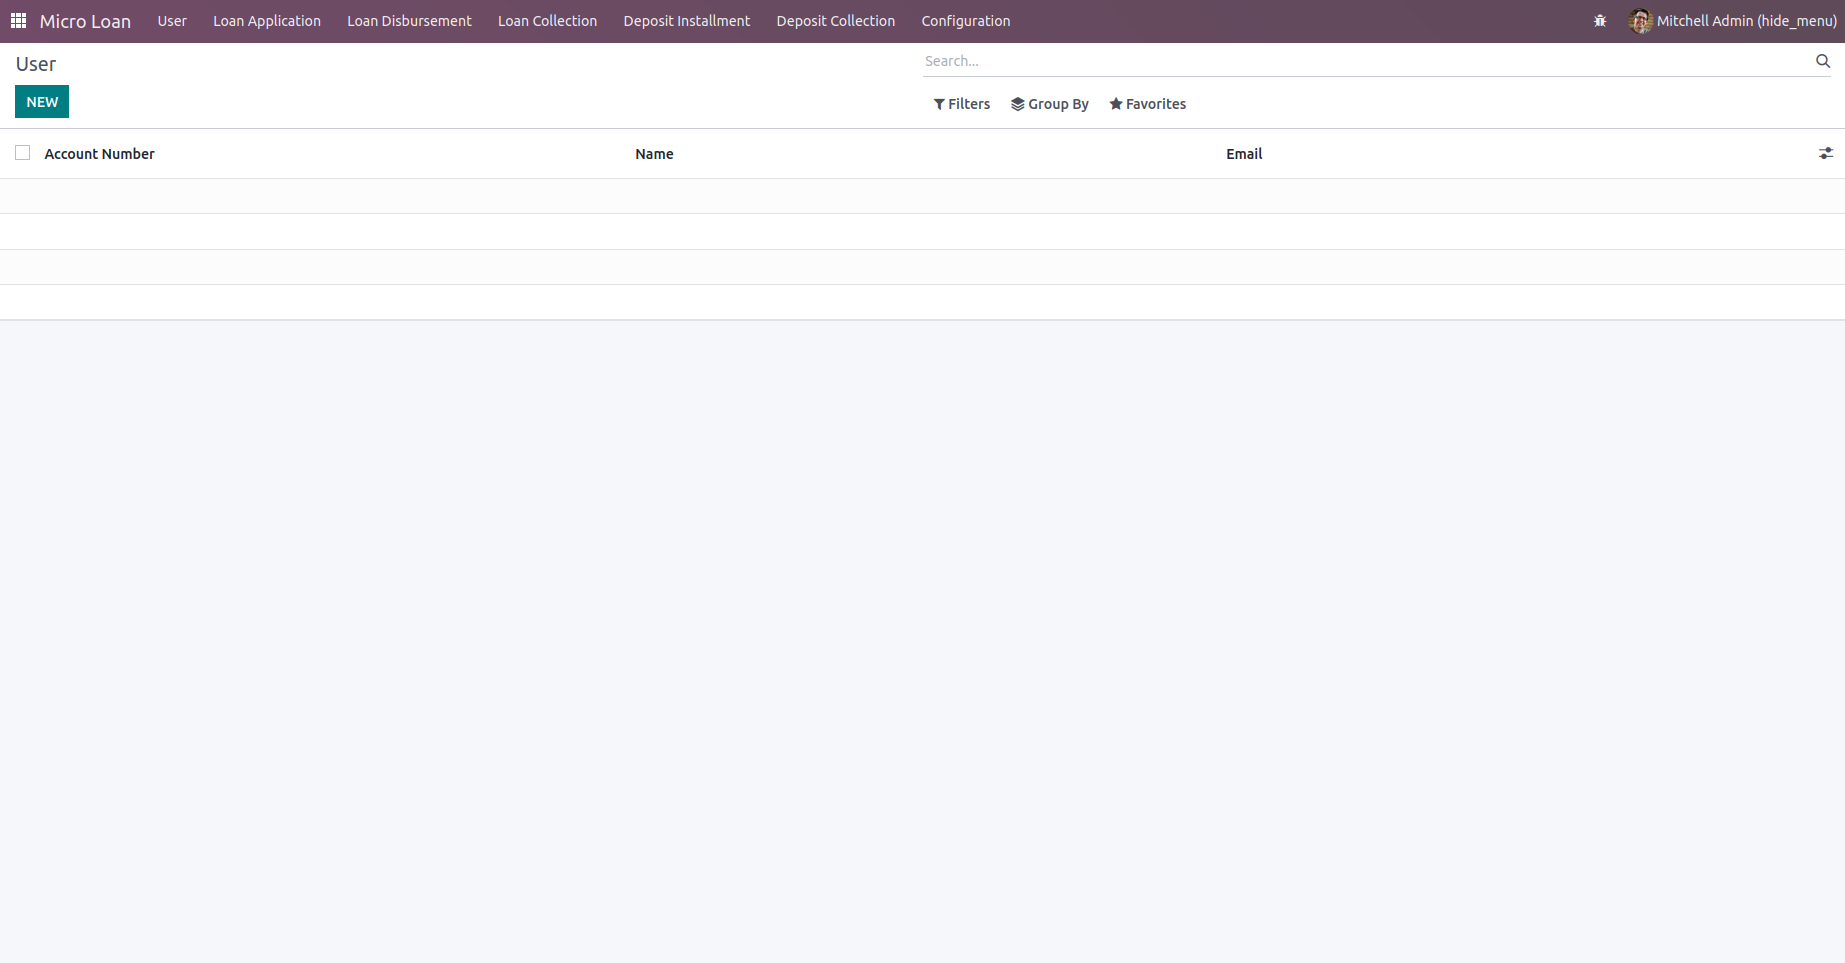 Micro Loan User Loan Application Loan Disbursement Loan Collection Deposit Installment Deposit Collection Configuration Mitchell Admin (hide_menu)
User
Search...
NEW
Filters Group By Favorites
Account Number Name Email